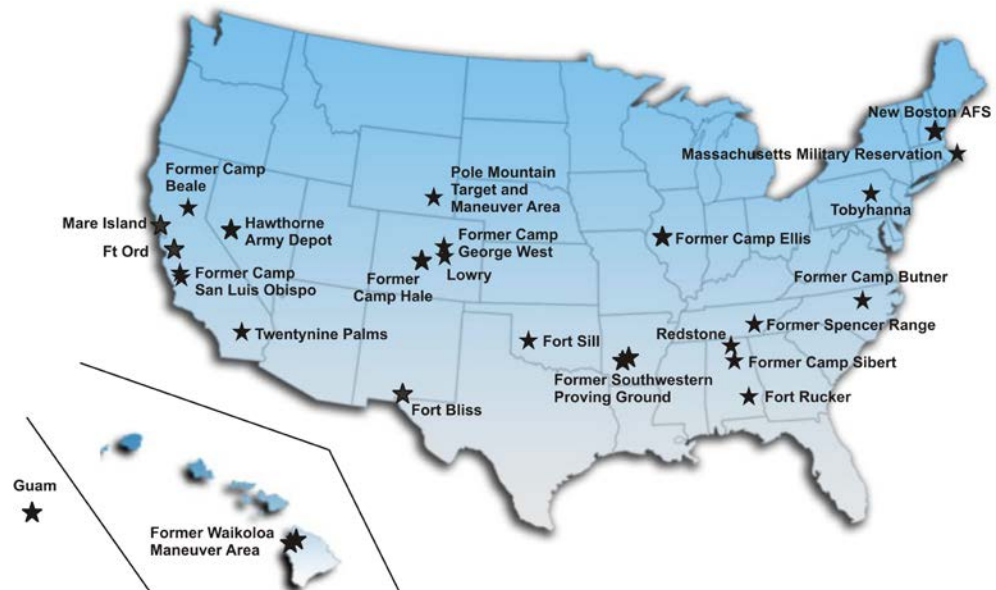 New Boston AFS
Massachusetts Military Reservation
Former Camp
Beale
Pole Mountain
Target and
Maneuver Area
Tobyhanna
Mare Island
Hawthorne
Army Depot
Former Camp
George West
Former Camp Ellis
Ft Ord
Lowry
Former
Camp Hale
Former Camp
San Luis Obispo
Former Camp Butner
Twentynine Palms
Fort Sill
Redstone
Former Spencer Range
Former Camp Sibert
Former Southwestern
Proving Ground
Fort Rucker
Fort Bliss
Guam
Former Waikoloa
Maneuver Area